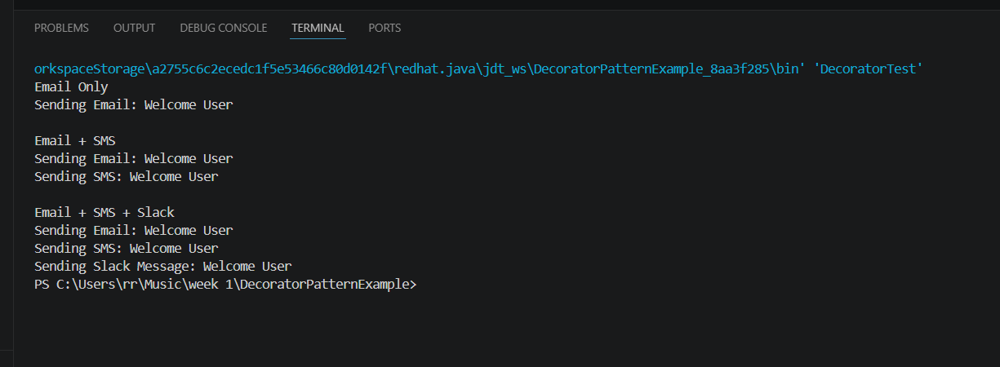 PROBLEMS OUTPUT DEBUG CONSOLE TERMINAL PORTS
orkspaceStorage\a2755c6c2ecedc1f5e53466c80d0142f\redhat.java\jdt_ws\DecoratorPatternExample_8aa3f285\bin' 'DecoratorTest'
Email Only
Sending Email: Welcome User
Email + SMS
Sending Email: Welcome User
Sending SMS: Welcome User
Email + SMS + Slack
Sending Email: Welcome User
Sending SMS: Welcome User
Sending Slack Message: Welcome User
PS C:\Users\rr\Music\week 1\DecoratorPatternExample>